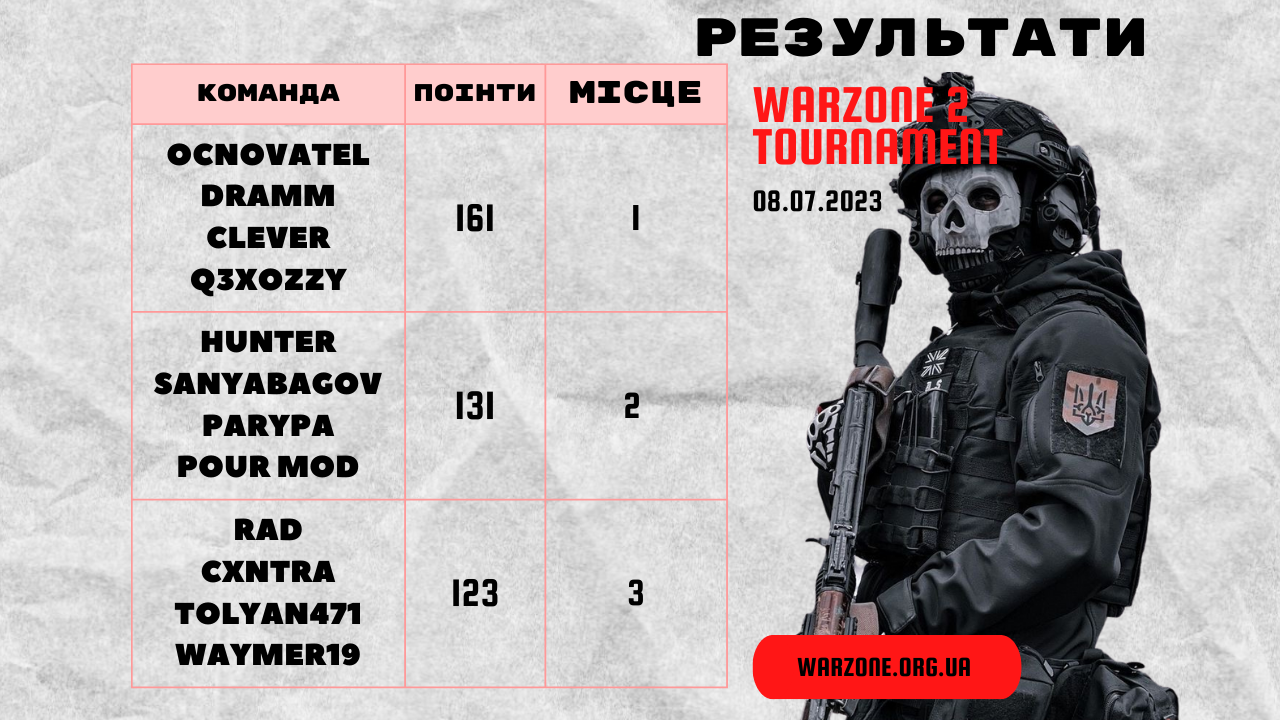 РЕЗУЛЬТАТИ
WARZONE 2
TOURNAMENT
08.07.2023
КОМАНДА ПОІНТИ МІСЦЕ
OCNOVATEL
DRAMM
CLEVER
Q3XOZZY
161 1
HUNTER
SANYABAGOV
PARYPA
POUR MOD
131 2
RAD
CXNTRA
TOLYAN471
WAYMER19
123 3
WARZONE.ORG.UA